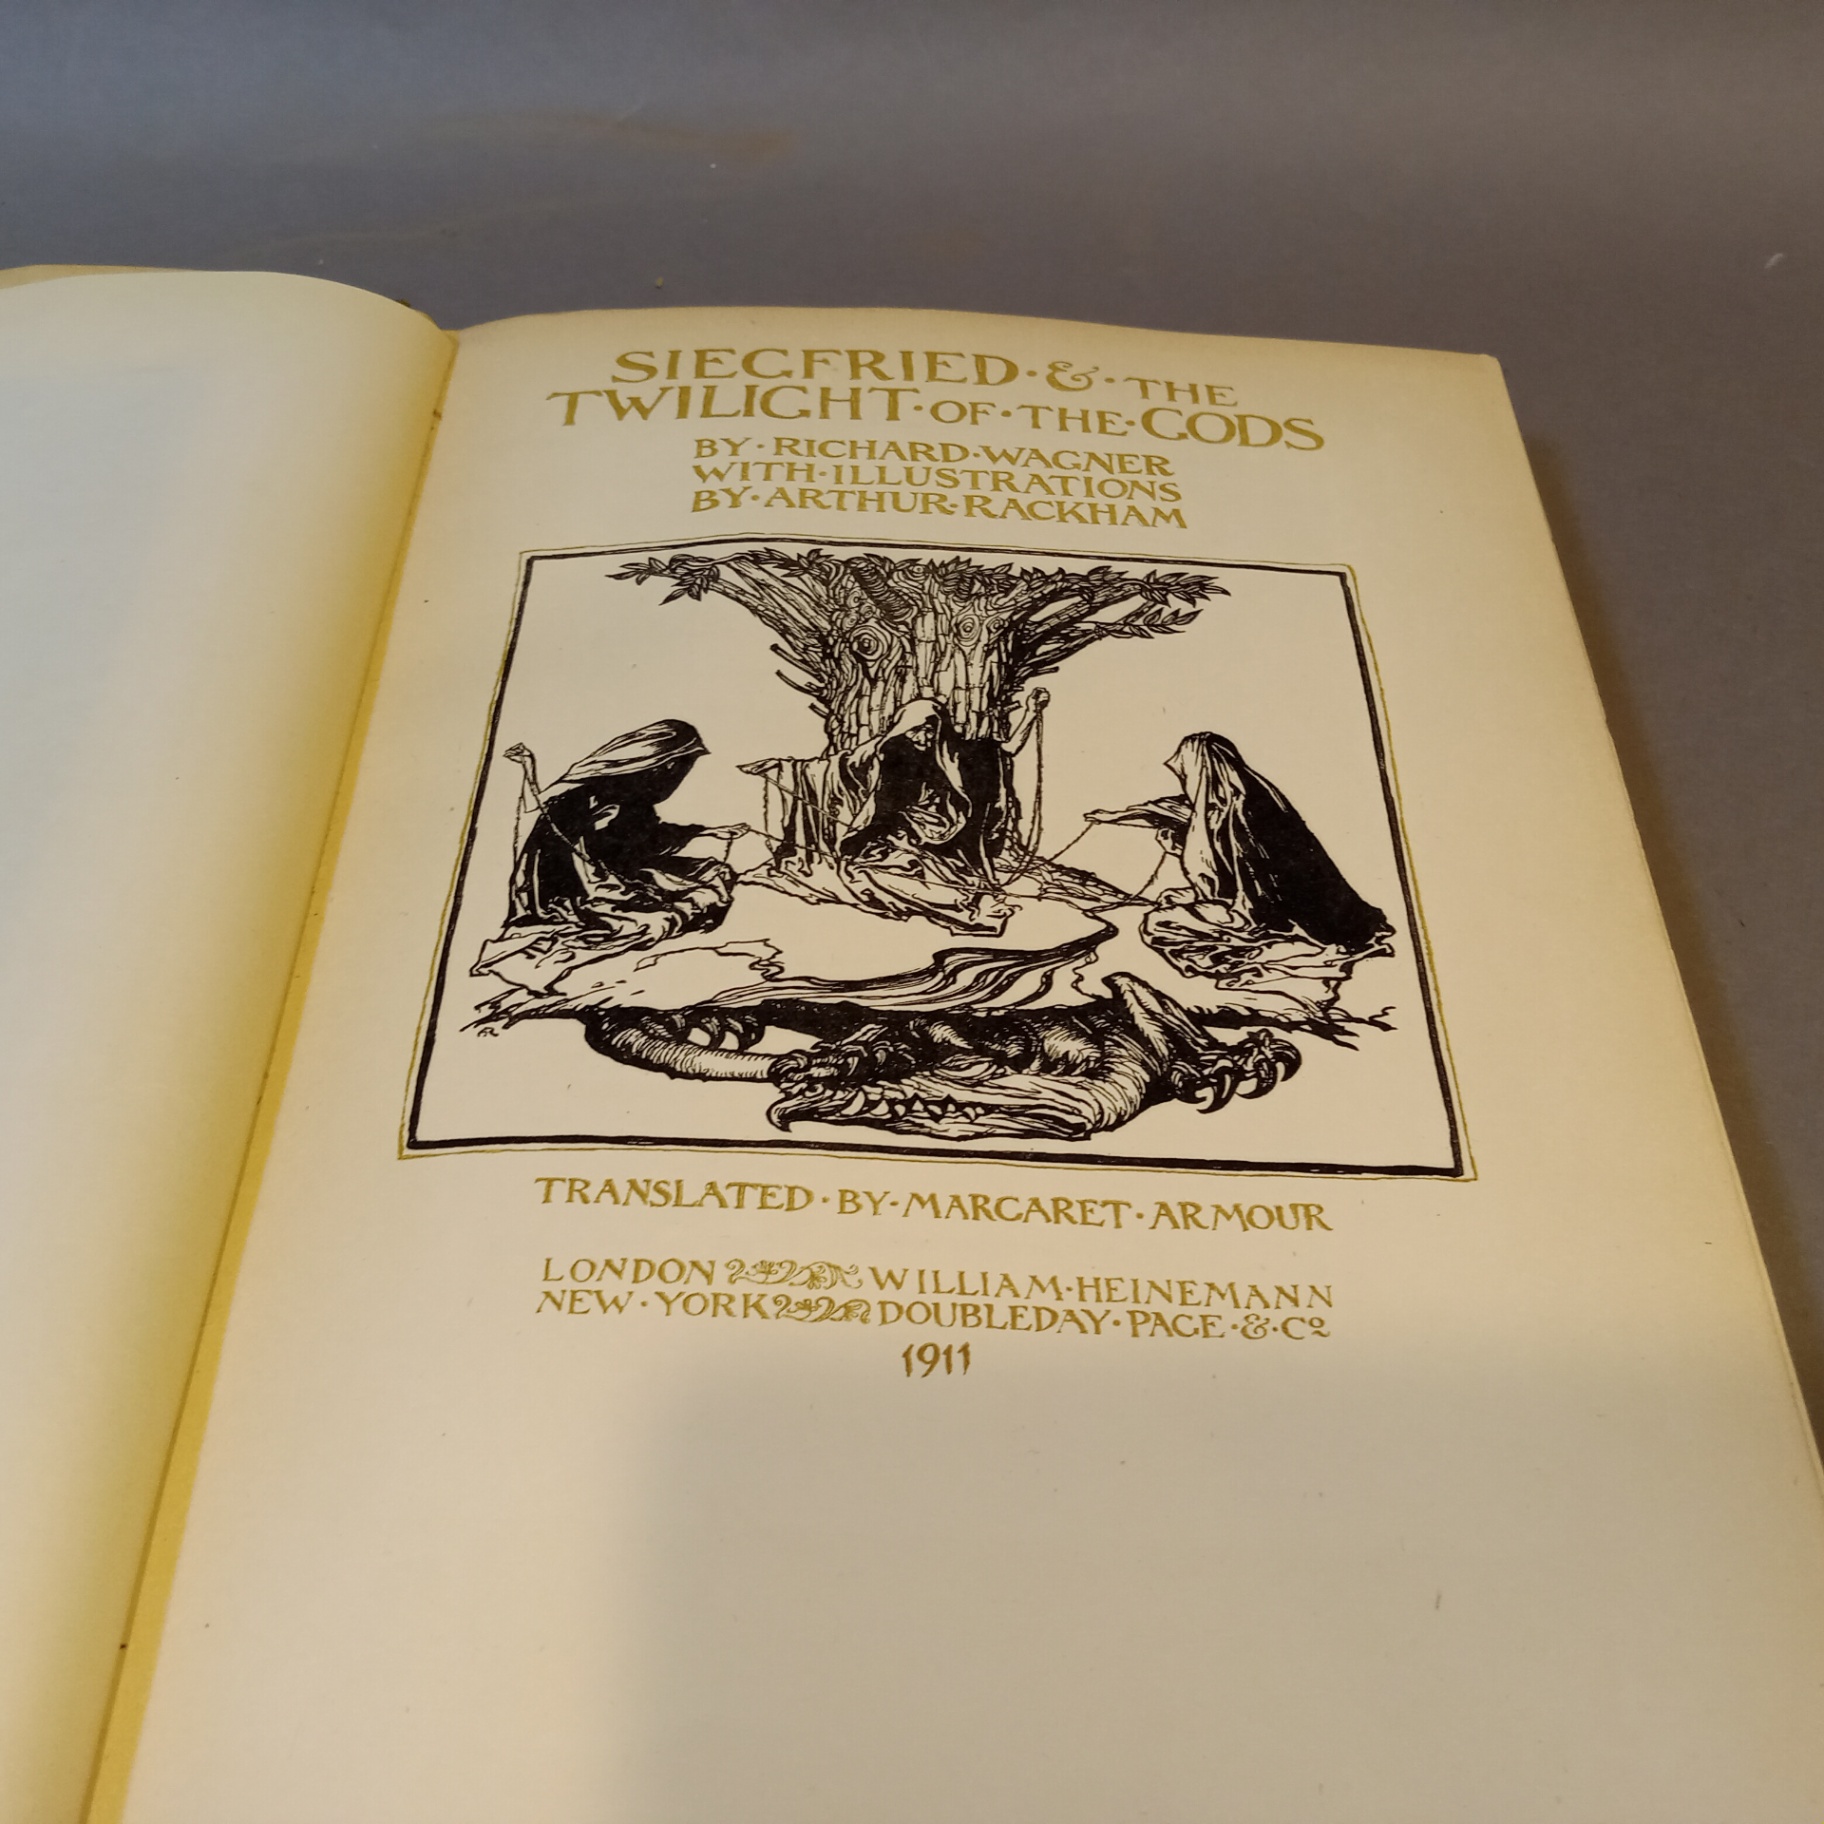 SIEGFRIED·&·THE
TWILIGHT·OF·THE·GODS
BY·RICHARD·WAGNER
WITH·ILLUSTRATIONS
BY·ARTHUR·RACKHAM
AR
TRANSLATED·BY·MARGARET·ARMOUR
LONDON WILLIAM·HEINEMANN
NEW·YORK DOUBLEDAY·PAGE·&·Cº
1911